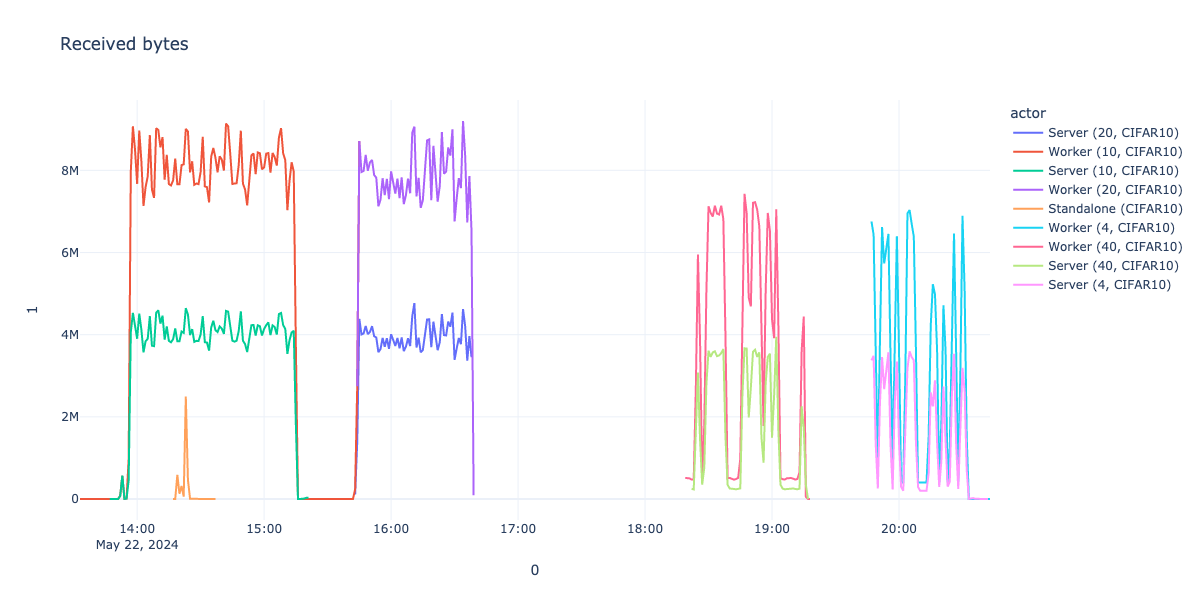 Received bytes
actor
Server (20, CIFAR10)
Worker (10, CIFAR10)
Server (10, CIFAR10)
Worker (20, CIFAR10)
Standalone (CIFAR10)
Worker (4, CIFAR10)
Worker (40, CIFAR10)
Server (40, CIFAR10)
Server (4, CIFAR10)
8M
6M
4M
2M
0
1
14:00 15:00 16:00 17:00 18:00 19:00 20:00
May 22, 2024
0